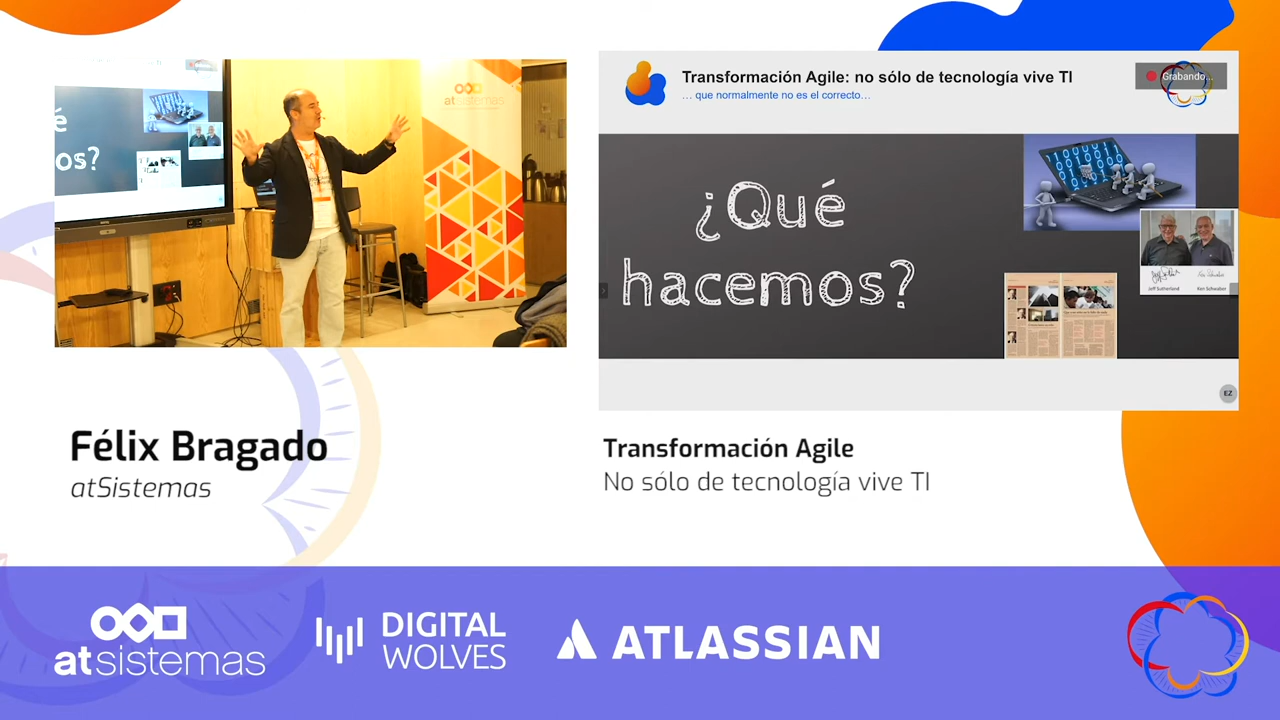 é
os?
atsistemas
Transformación Agile: no sólo de tecnología vive TI
... que normalmente no es el correcto...
Grabando...
¿Qué
hacemos?
Jeff Sutherland
Ken Schwaber
EZ
Félix Bragado
atSistemas
Transformación Agile
No sólo de tecnología vive TI
atsistemas
DIGITAL
WOLVES
ATLASSIAN